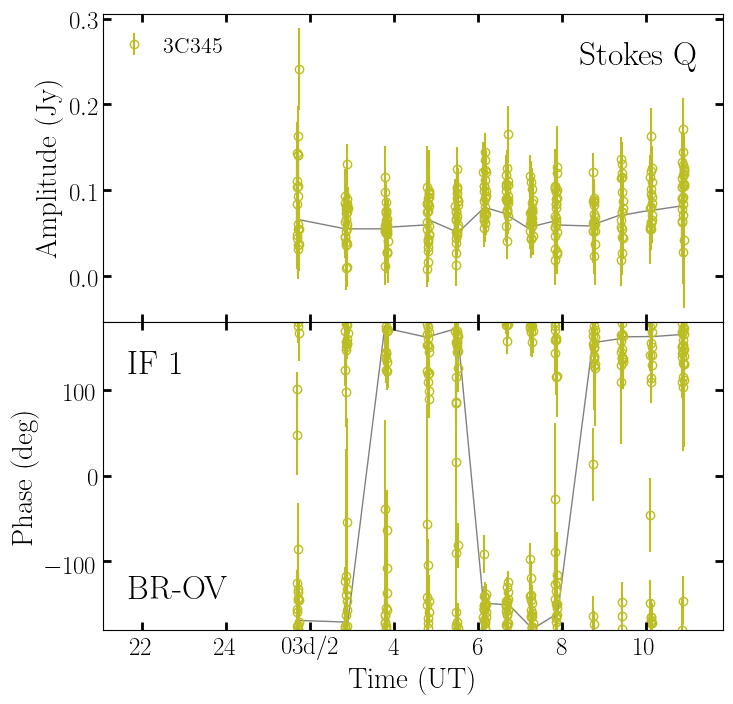 3C345
Stokes Q
0.3
0.2
0.1
0.0
Amplitude (Jy)
IF 1
BR-OV
100
0
−100
Phase (deg)
22 24 03d/2 4 6 8 10
Time (UT)